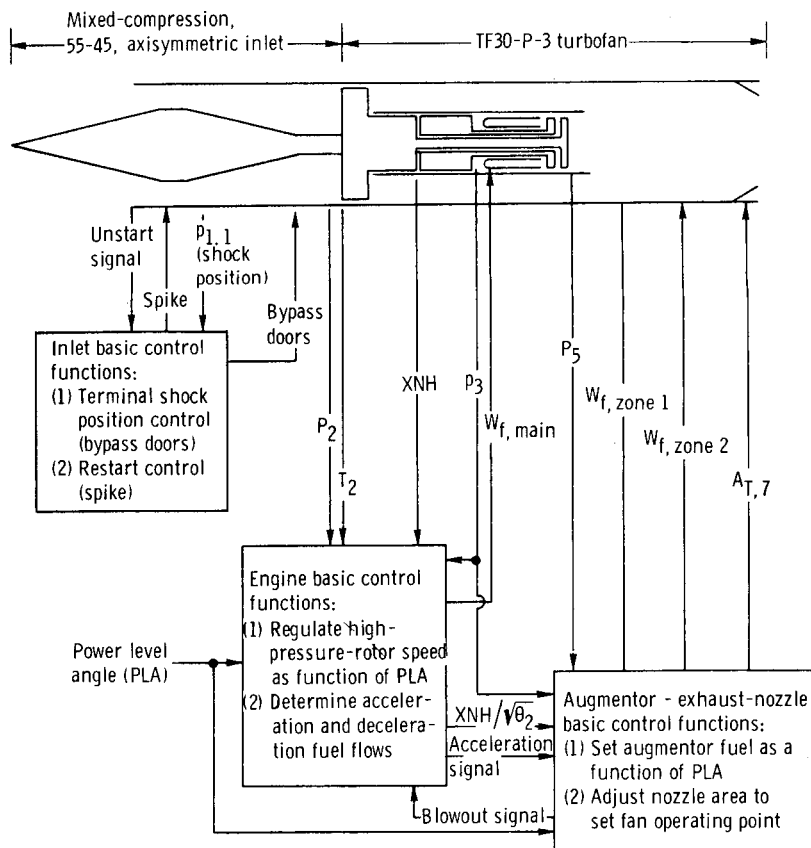 Mixed-compression,
55-45, axisymmetric inlet
TF30-P-3 turbofan
Unstart
signal
Spike
p'1.1
(shock
position)
Bypass
doors
Inlet basic control
functions:
(1) Terminal shock
position control
(bypass doors)
(2) Restart control
(spike)
P2
T2
XNH
p3
Wf, main
P5
Wf, zone 1
Wf, zone 2
AT,7
Engine basic control
functions:
(1) Regulate high-
pressure-rotor speed
as function of PLA
(2) Determine acceler-
ation and decelera-
tion fuel flows
Power level
angle (PLA)
XNH/√θ2
Acceleration
signal
Blowout signal
Augmentor - exhaust-nozzle
basic control functions:
(1) Set augmentor fuel as a
function of PLA
(2) Adjust nozzle area to
set fan operating point